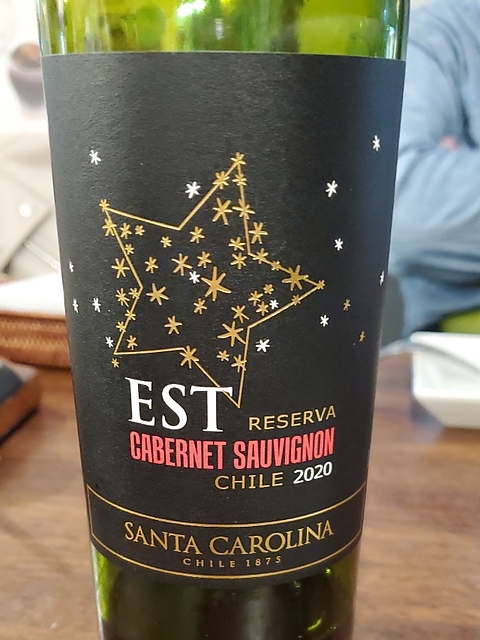 EST
RESERVA
CABERNET SAUVIGNON
CHILE 2020
SANTA CAROLINA
CHILE 1875